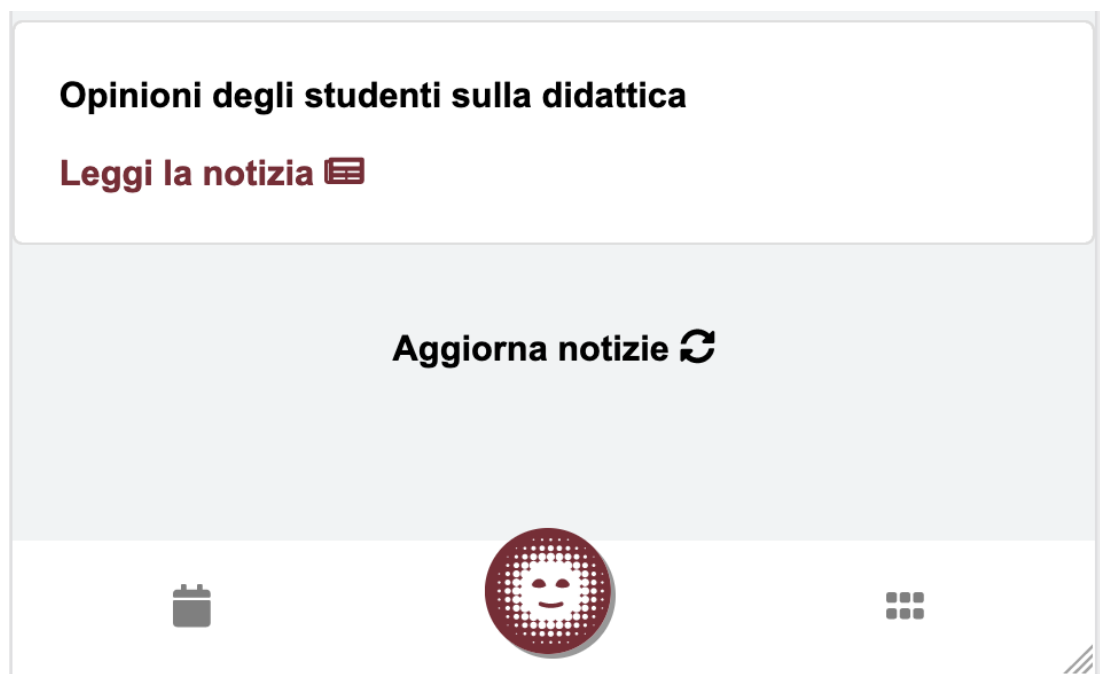 Opinioni degli studenti sulla didattica
Leggi la notizia
Aggiorna notizie